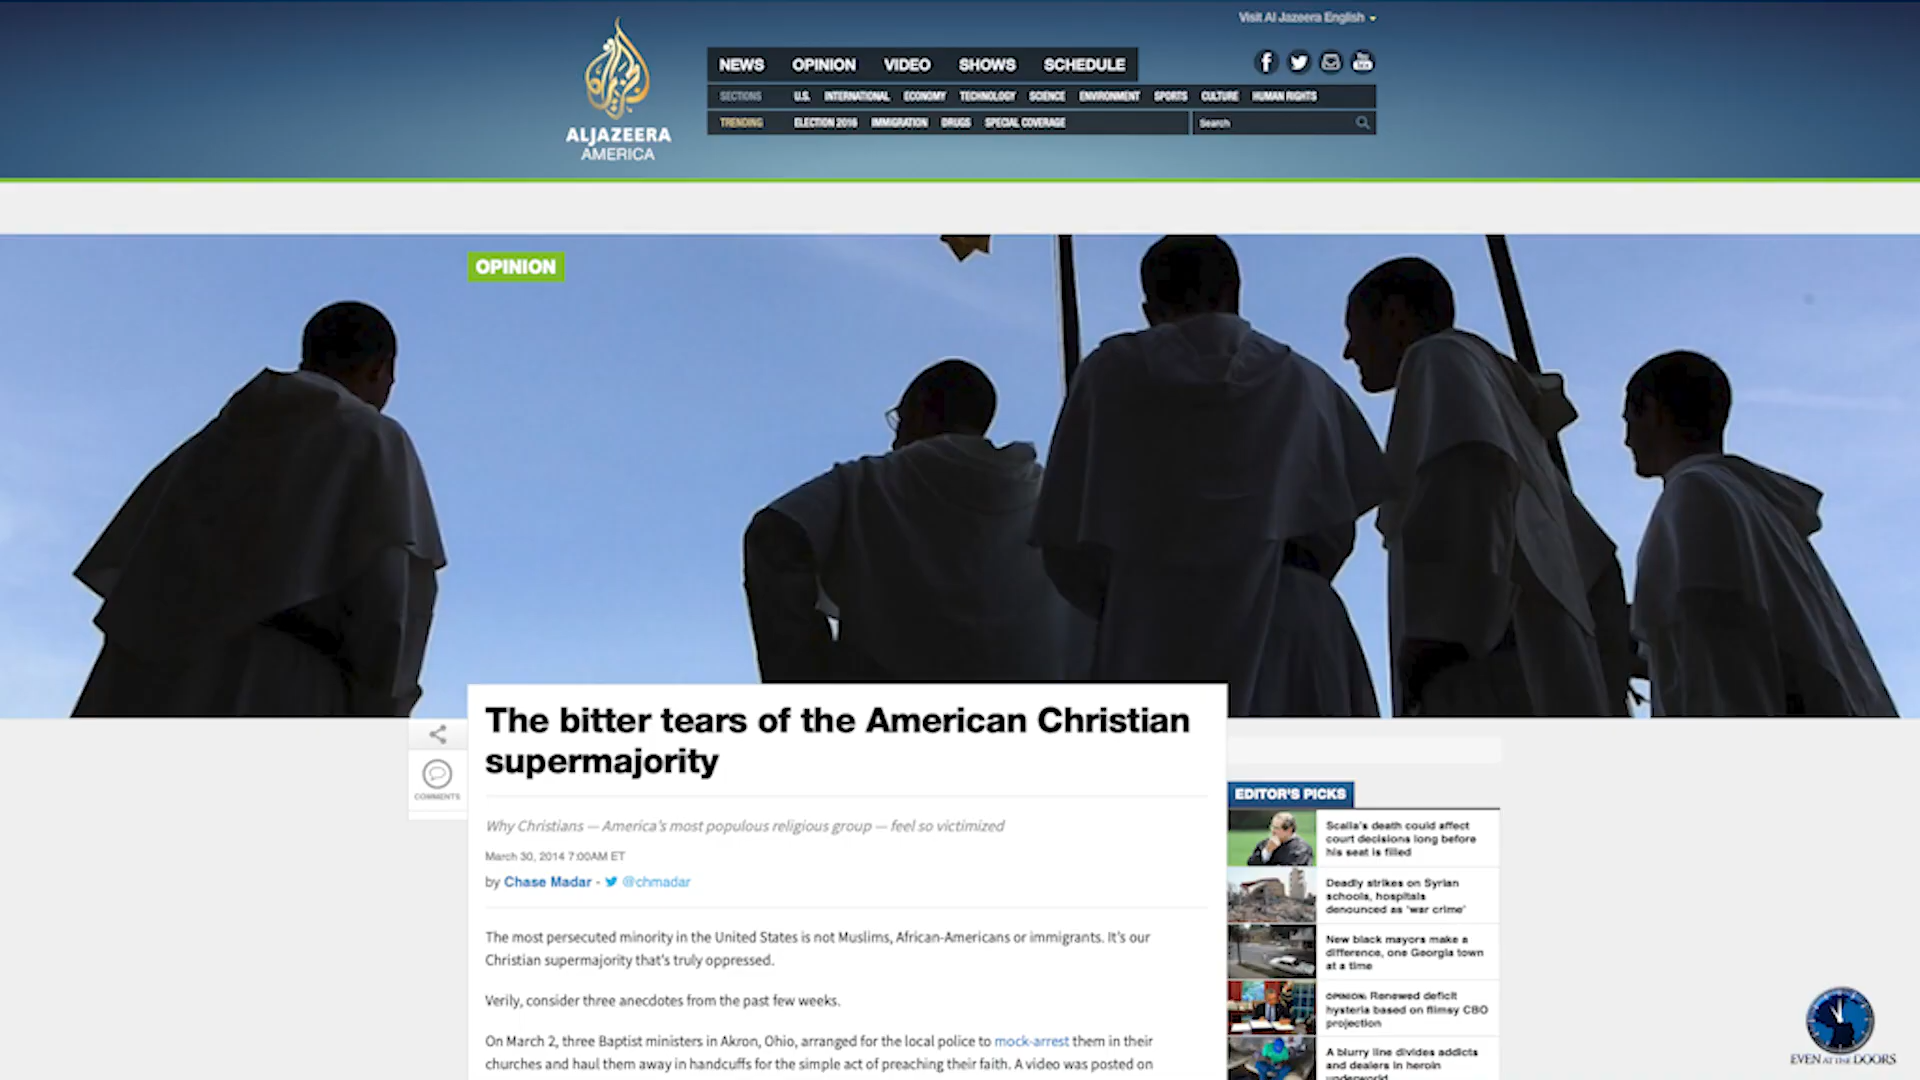 Visit Al Jazeera English
NEWS OPINION VIDEO SHOWS SCHEDULE
SECTIONS U.S. INTERNATIONAL ECONOMY TECHNOLOGY SCIENCE ENVIRONMENT SPORTS CULTURE HUMAN RIGHTS
TRENDING ELECTION 2016 IMMIGRATION DRUGS SPECIAL COVERAGE Search
ALJAZEERA
AMERICA
OPINION
The bitter tears of the American Christian
supermajority
COMMENTS
Why Christians — America's most populous religious group — feel so victimized
March 30, 2014 7:00AM ET
by Chase Madar - @chmadar
The most persecuted minority in the United States is not Muslims, African-Americans or immigrants. It's our
Christian supermajority that's truly oppressed.
Verily, consider three anecdotes from the past few weeks.
On March 2, three Baptist ministers in Akron, Ohio, arranged for the local police to mock-arrest them in their
churches and haul them away in handcuffs for the simple act of preaching their faith. A video was posted on
EDITOR'S PICKS
Scalia's death could affect
court decisions long before
his seat is filled
Deadly strikes on Syrian
schools, hospitals
denounced as 'war crime'
New black mayors make a
difference, one Georgia town
at a time
OPINION: Renewed deficit
hysteria based on flimsy CBO
projection
A blurry line divides addicts
and dealers in heroin
underworld
EVEN AT THE DOORS